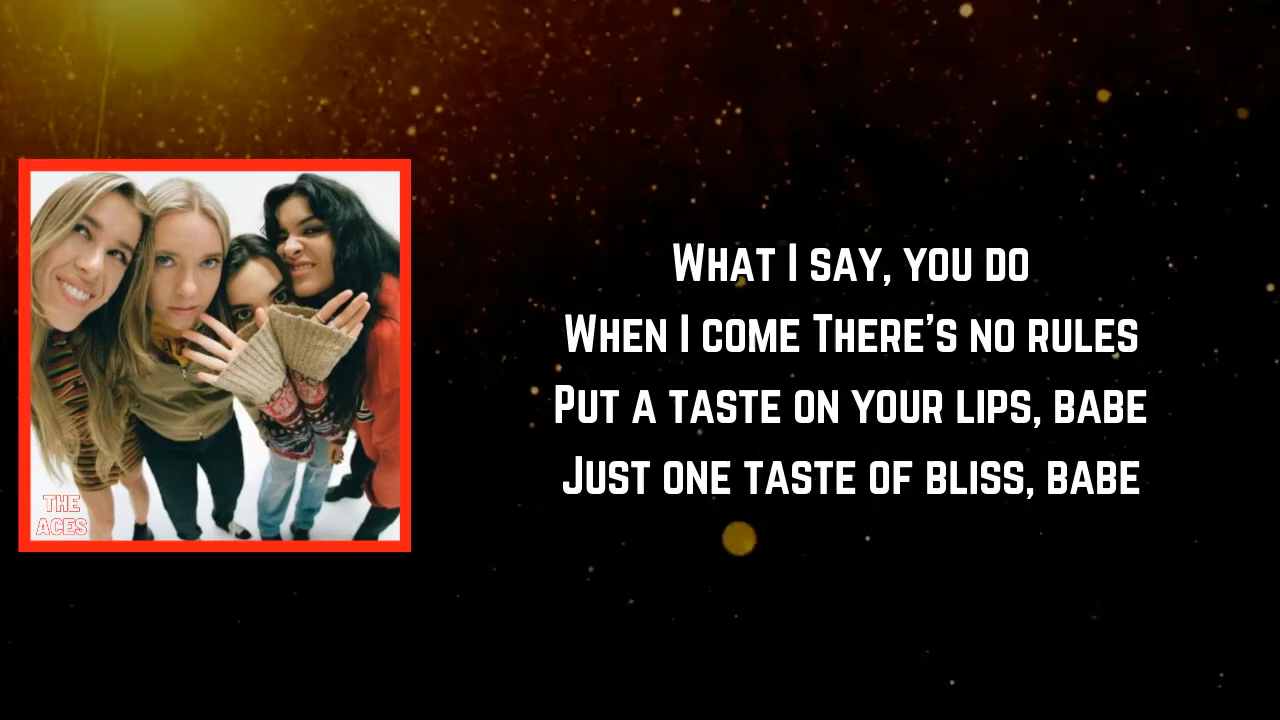 What I say, you do
When I come There's no rules
Put a taste on your lips, babe
Just one taste of bliss, babe
THE
ACES